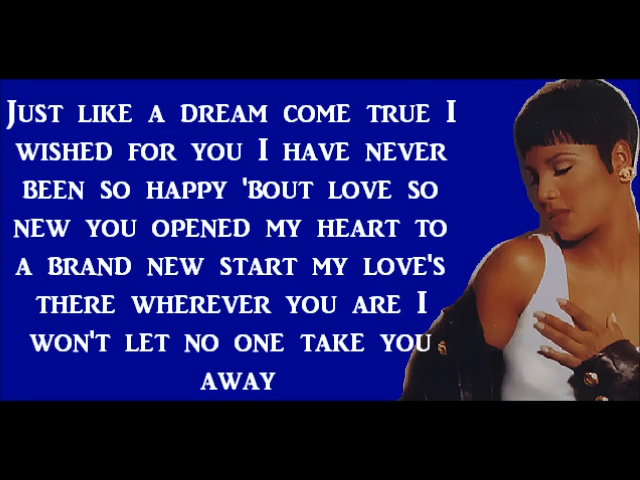 Just like a dream come true I
wished for you I have never
been so happy 'bout love so
new you opened my heart to
a brand new start my love's
there wherever you are I
won't let no one take you
away